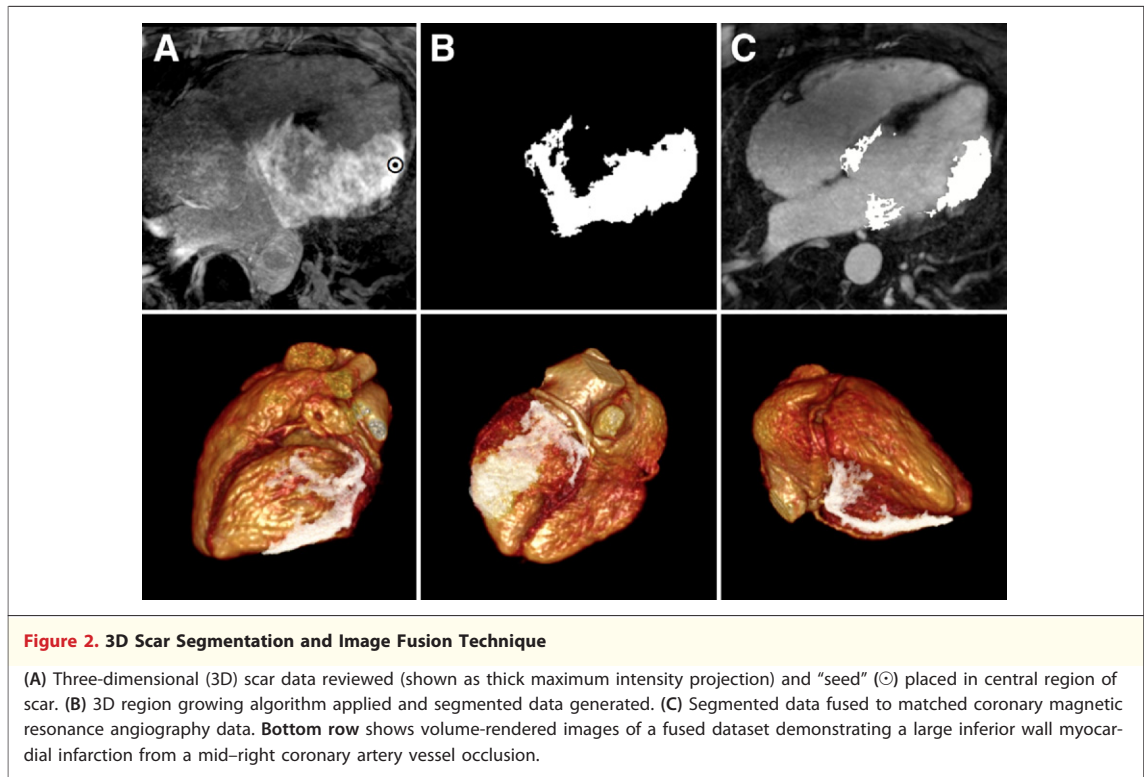 A B C
Figure 2. 3D Scar Segmentation and Image Fusion Technique
(A) Three-dimensional (3D) scar data reviewed (shown as thick maximum intensity projection) and “seed” (⊙) placed in central region of
scar. (B) 3D region growing algorithm applied and segmented data generated. (C) Segmented data fused to matched coronary magnetic
resonance angiography data. Bottom row shows volume-rendered images of a fused dataset demonstrating a large inferior wall myocar-
dial infarction from a mid–right coronary artery vessel occlusion.